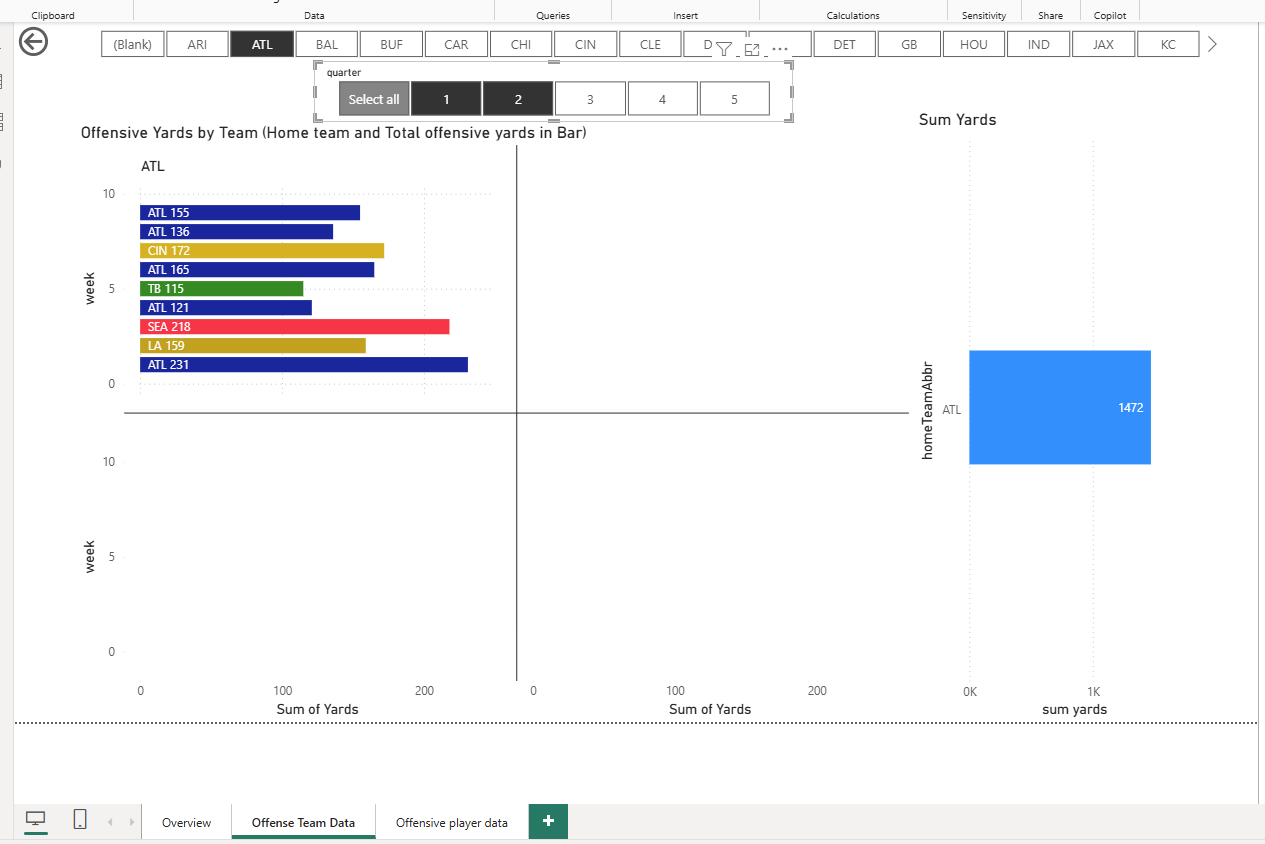 Clipboard Data Queries Insert Calculations Sensitivity Share Copilot
(Blank) ARI ATL BAL BUF CAR CHI CIN CLE D DET GB HOU IND JAX KC
quarter
Select all 1 2 3 4 5
Offensive Yards by Team (Home team and Total offensive yards in Bar)
Sum Yards
ATL
10
ATL 155
ATL 136
CIN 172
ATL 165
5
TB 115
ATL 121
SEA 218
LA 159
ATL 231
0
week
10
5
0
week
0 100 200
Sum of Yards
0 100 200
Sum of Yards
homeTeamAbbr
ATL
1472
0K 1K
sum yards
Overview Offense Team Data Offensive player data +